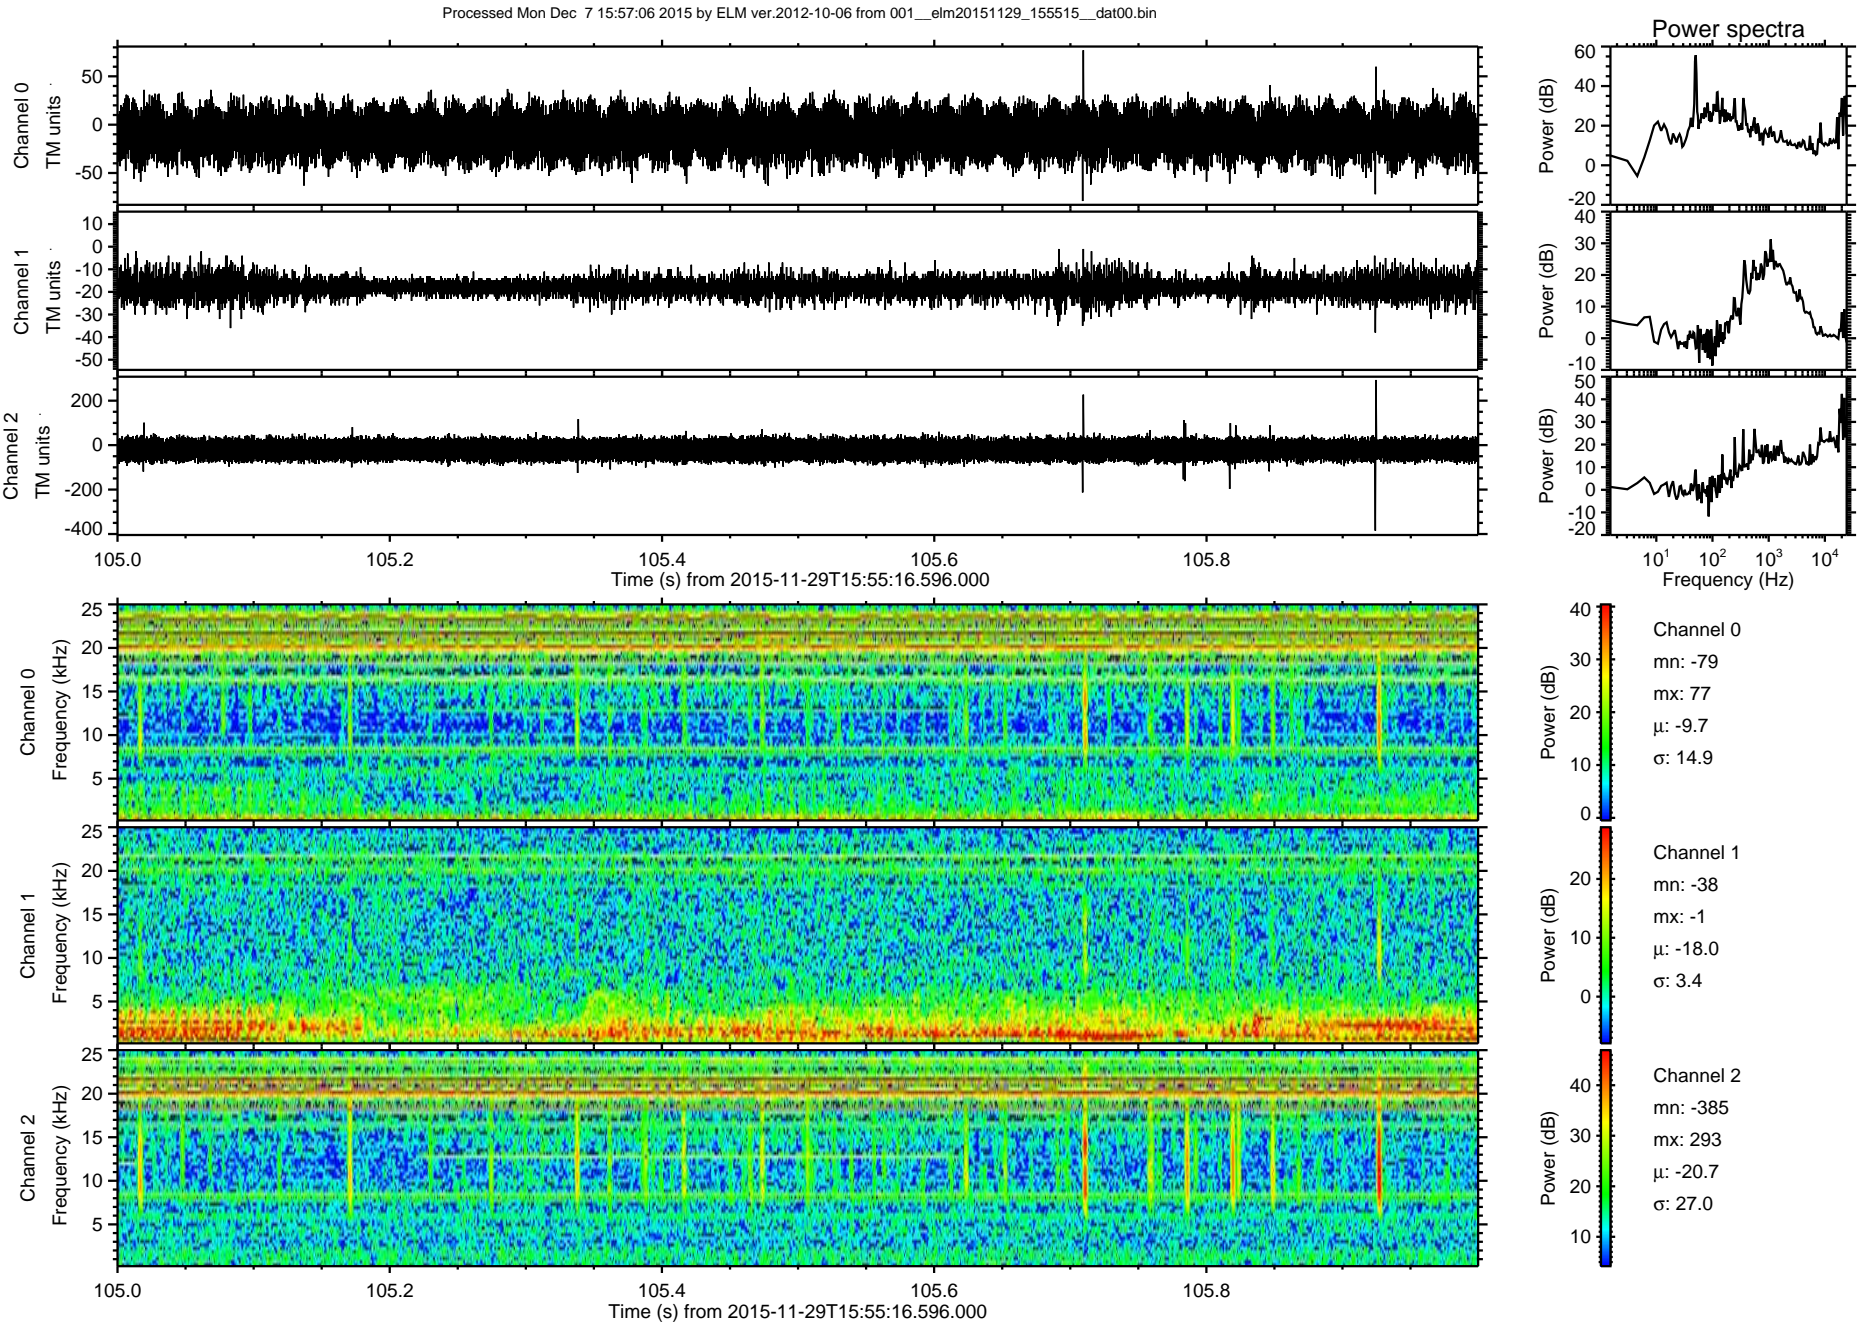 Processed Mon Dec  7 15:57:06 2015 by ELM ver.2012-10-06 from 001__elm20151129_155515__dat00.bin
Power spectra
Channel 0
TM units
50
0
-50
Power (dB)
60
40
20
0
-20
Channel 1
TM units
10
0
-10
-20
-30
-40
-50
Power (dB)
40
30
20
10
0
-10
Channel 2
TM units
200
0
-200
-400
Power (dB)
50
40
30
20
10
0
-10
-20
105.0 105.2 105.4 105.6 105.8
Time (s) from 2015-11-29T15:55:16.596.000
10¹ 10² 10³ 10⁴
Frequency (Hz)
Channel 0
Frequency (kHz)
25
20
15
10
5
Power (dB)
40
30
20
10
0
Channel 0
mn: -79
mx: 77
μ: -9.7
σ: 14.9
Channel 1
Frequency (kHz)
25
20
15
10
5
Power (dB)
20
10
0
Channel 1
mn: -38
mx: -1
μ: -18.0
σ: 3.4
Channel 2
Frequency (kHz)
25
20
15
10
5
Power (dB)
40
30
20
10
Channel 2
mn: -385
mx: 293
μ: -20.7
σ: 27.0
105.0 105.2 105.4 105.6 105.8
Time (s) from 2015-11-29T15:55:16.596.000